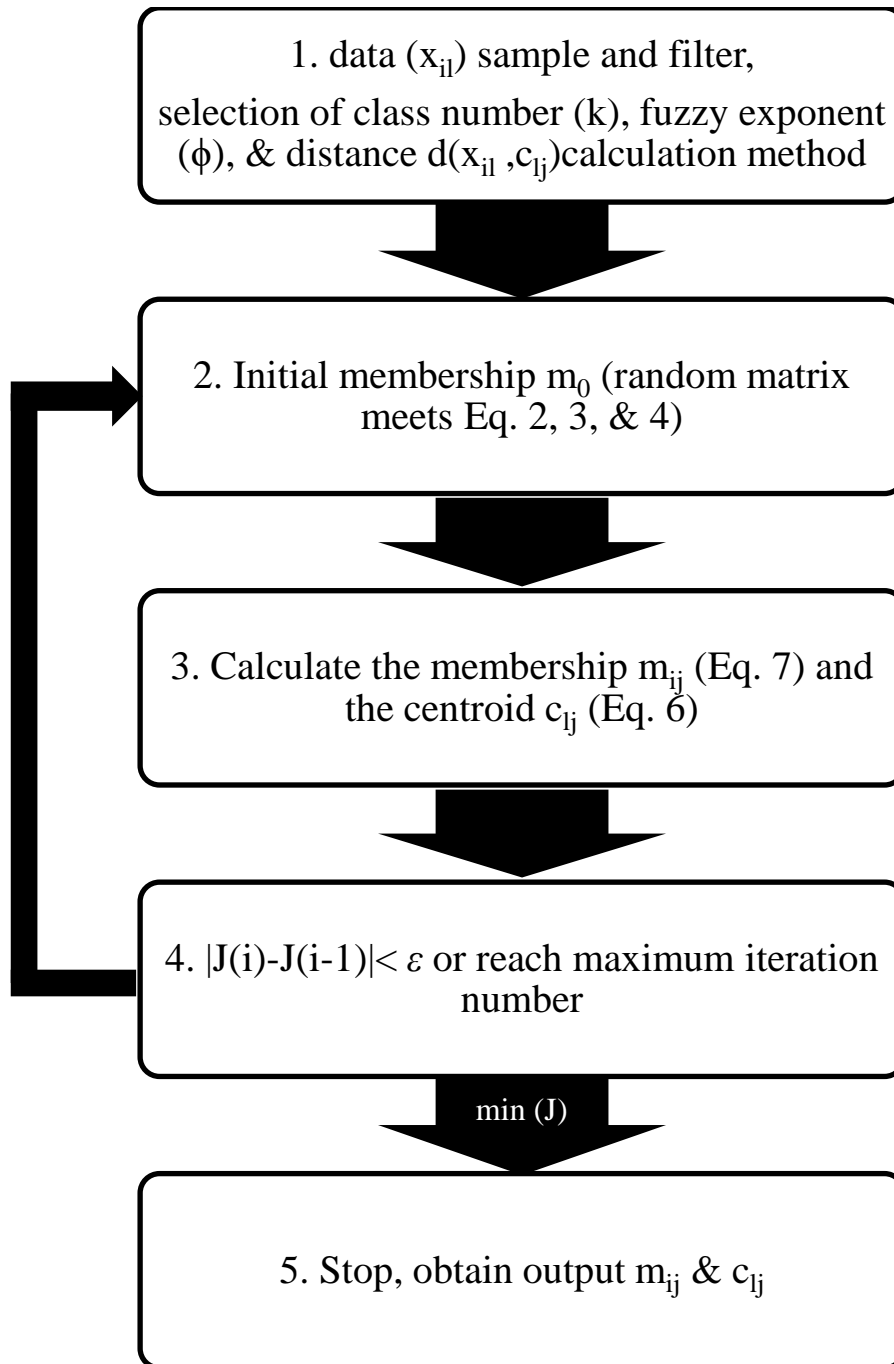 1. data (xil) sample and filter,
selection of class number (k), fuzzy exponent
(ϕ), & distance d(xil ,clj)calculation method
2. Initial membership m0 (random matrix
meets Eq. 2, 3, & 4)
3. Calculate the membership mij (Eq. 7) and
the centroid clj (Eq. 6)
4. |J(i)-J(i-1)|< ε or reach maximum iteration
number
min (J)
5. Stop, obtain output mij & clj